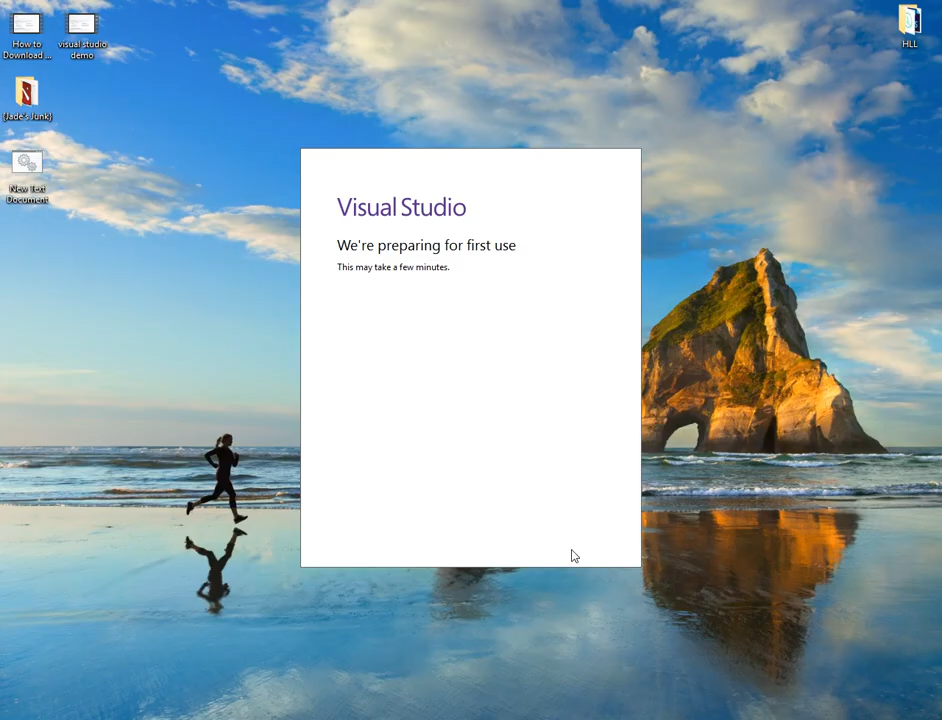 How to
Download ...
visual studio
demo
HLL
(Jade's Junk)
New Text
Document
Visual Studio
We're preparing for first use
This may take a few minutes.